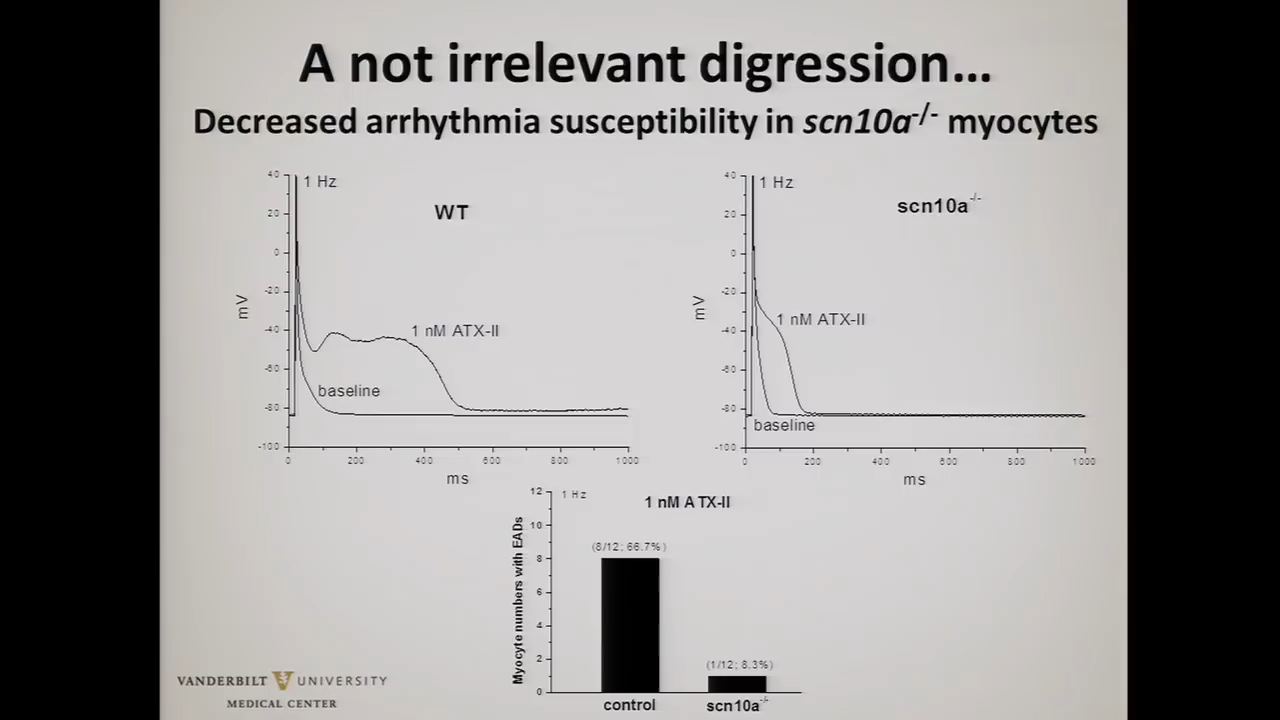 A not irrelevant digression...
Decreased arrhythmia susceptibility in scn10a-/- myocytes
40
20
0
-20
-40
-60
-80
-100
1 Hz
WT
mV
1 nM ATX-II
baseline
0 200 400 600 800 1000
ms
40
20
0
-20
-40
-60
-80
-100
1 Hz
scn10a-/-
mV
1 nM ATX-II
baseline
0 200 400 600 800 1000
ms
12
10
8
6
4
2
0
1 Hz
1 nM ATX-II
Myocyte numbers with EADs
(8/12; 66.7%)
(1/12; 8.3%)
control
scn10a-/-
VANDERBILT UNIVERSITY
MEDICAL CENTER